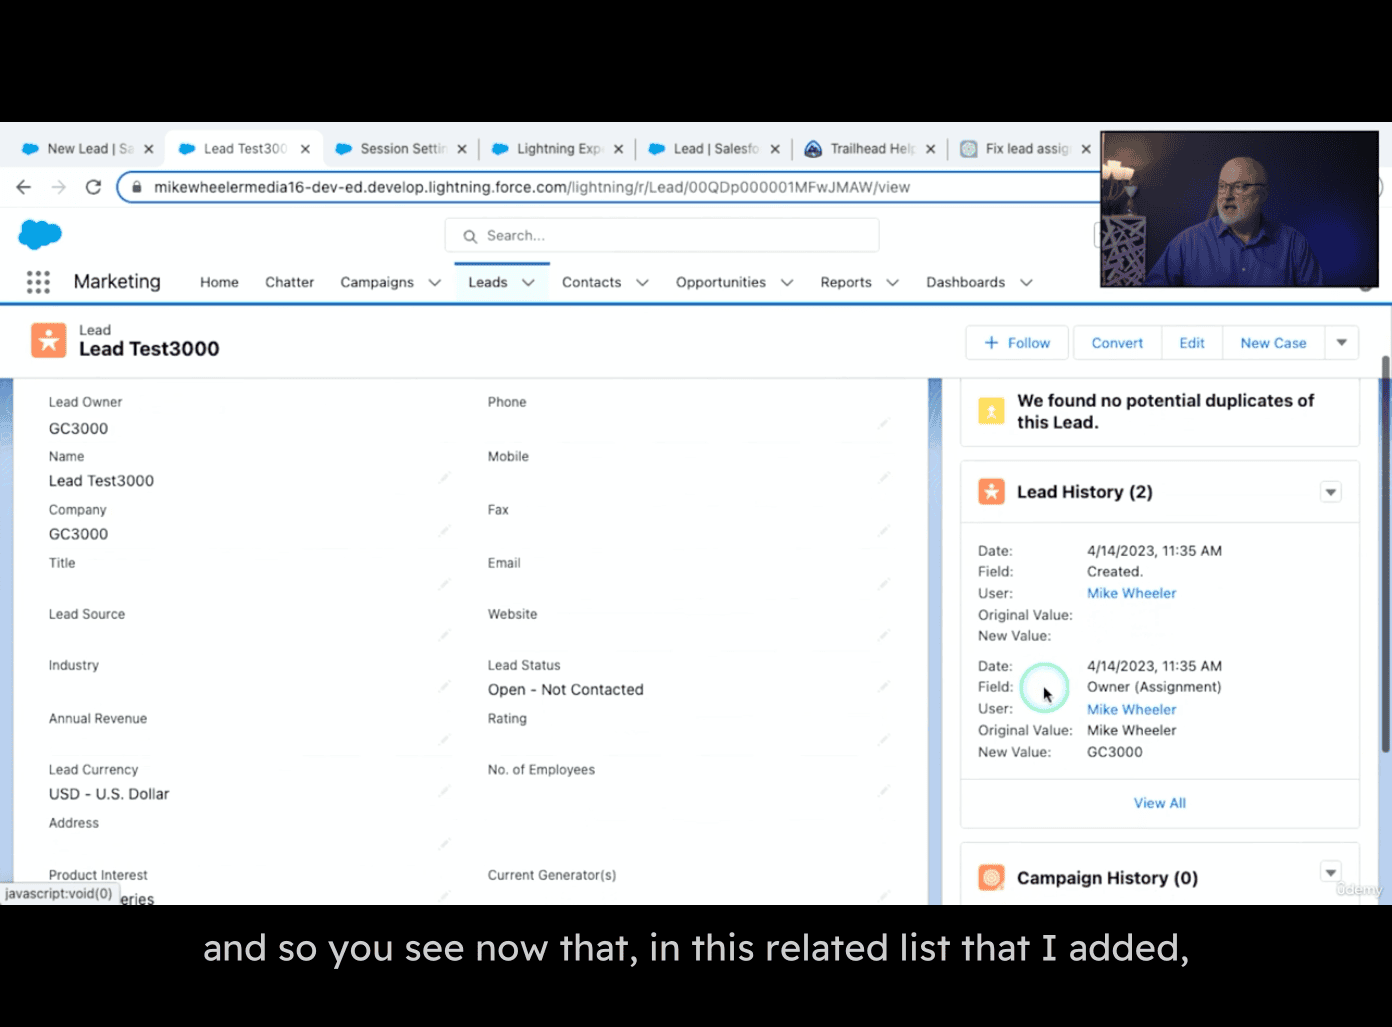 New Lead | Sa
Lead Test300
Session Settin
Lightning Exp
Lead | Salesfo
Trailhead Help
Fix lead assig
mikewheelermedia16-dev-ed.develop.lightning.force.com/lightning/r/Lead/00QDp000001MFwJMAW/view
Search...
Marketing
Home
Chatter
Campaigns
Leads
Contacts
Opportunities
Reports
Dashboards
Lead
Lead Test3000
+ Follow
Convert
Edit
New Case
Lead Owner
GC3000
Name
Lead Test3000
Company
GC3000
Title
Lead Source
Industry
Annual Revenue
Lead Currency
USD - U.S. Dollar
Address
Product Interest
eries
Phone
Mobile
Fax
Email
Website
Lead Status
Open - Not Contacted
Rating
No. of Employees
Current Generator(s)
We found no potential duplicates of
this Lead.
Lead History (2)
Date: 4/14/2023, 11:35 AM
Field: Created.
User: Mike Wheeler
Original Value:
New Value:
Date: 4/14/2023, 11:35 AM
Field: Owner (Assignment)
User: Mike Wheeler
Original Value: Mike Wheeler
New Value: GC3000
View All
Campaign History (0)
javascript:void(0)
ûdemy
and so you see now that, in this related list that I added,